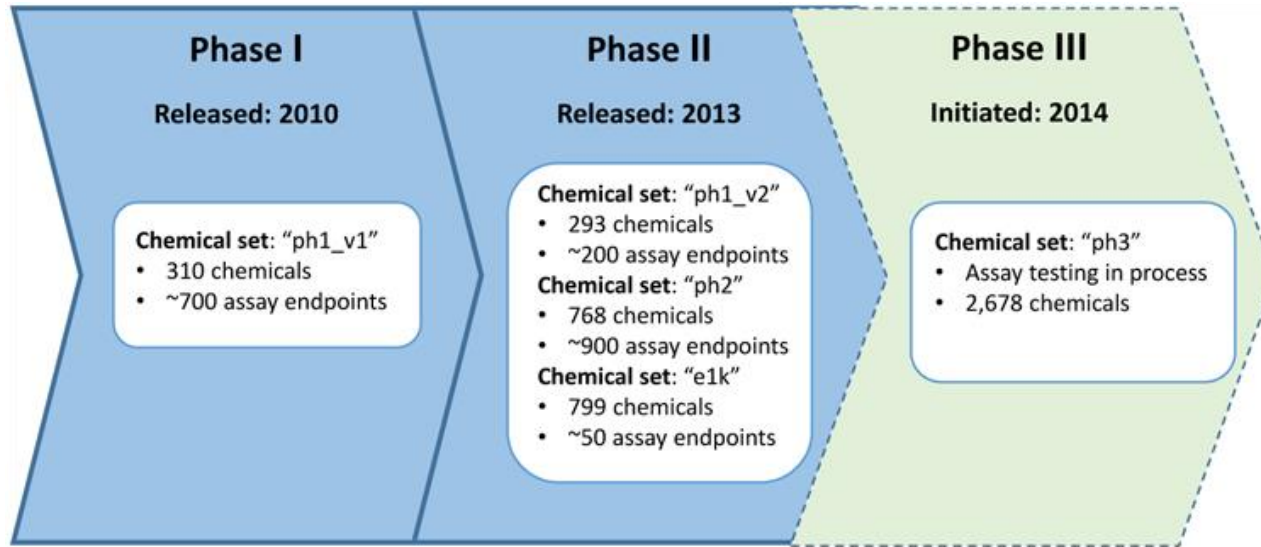 Phase I
Released: 2010
Chemical set: “ph1_v1”
• 310 chemicals
• ~700 assay endpoints
Phase II
Released: 2013
Chemical set: “ph1_v2”
• 293 chemicals
• ~200 assay endpoints
Chemical set: “ph2”
• 768 chemicals
• ~900 assay endpoints
Chemical set: “e1k”
• 799 chemicals
• ~50 assay endpoints
Phase III
Initiated: 2014
Chemical set: “ph3”
• Assay testing in process
• 2,678 chemicals